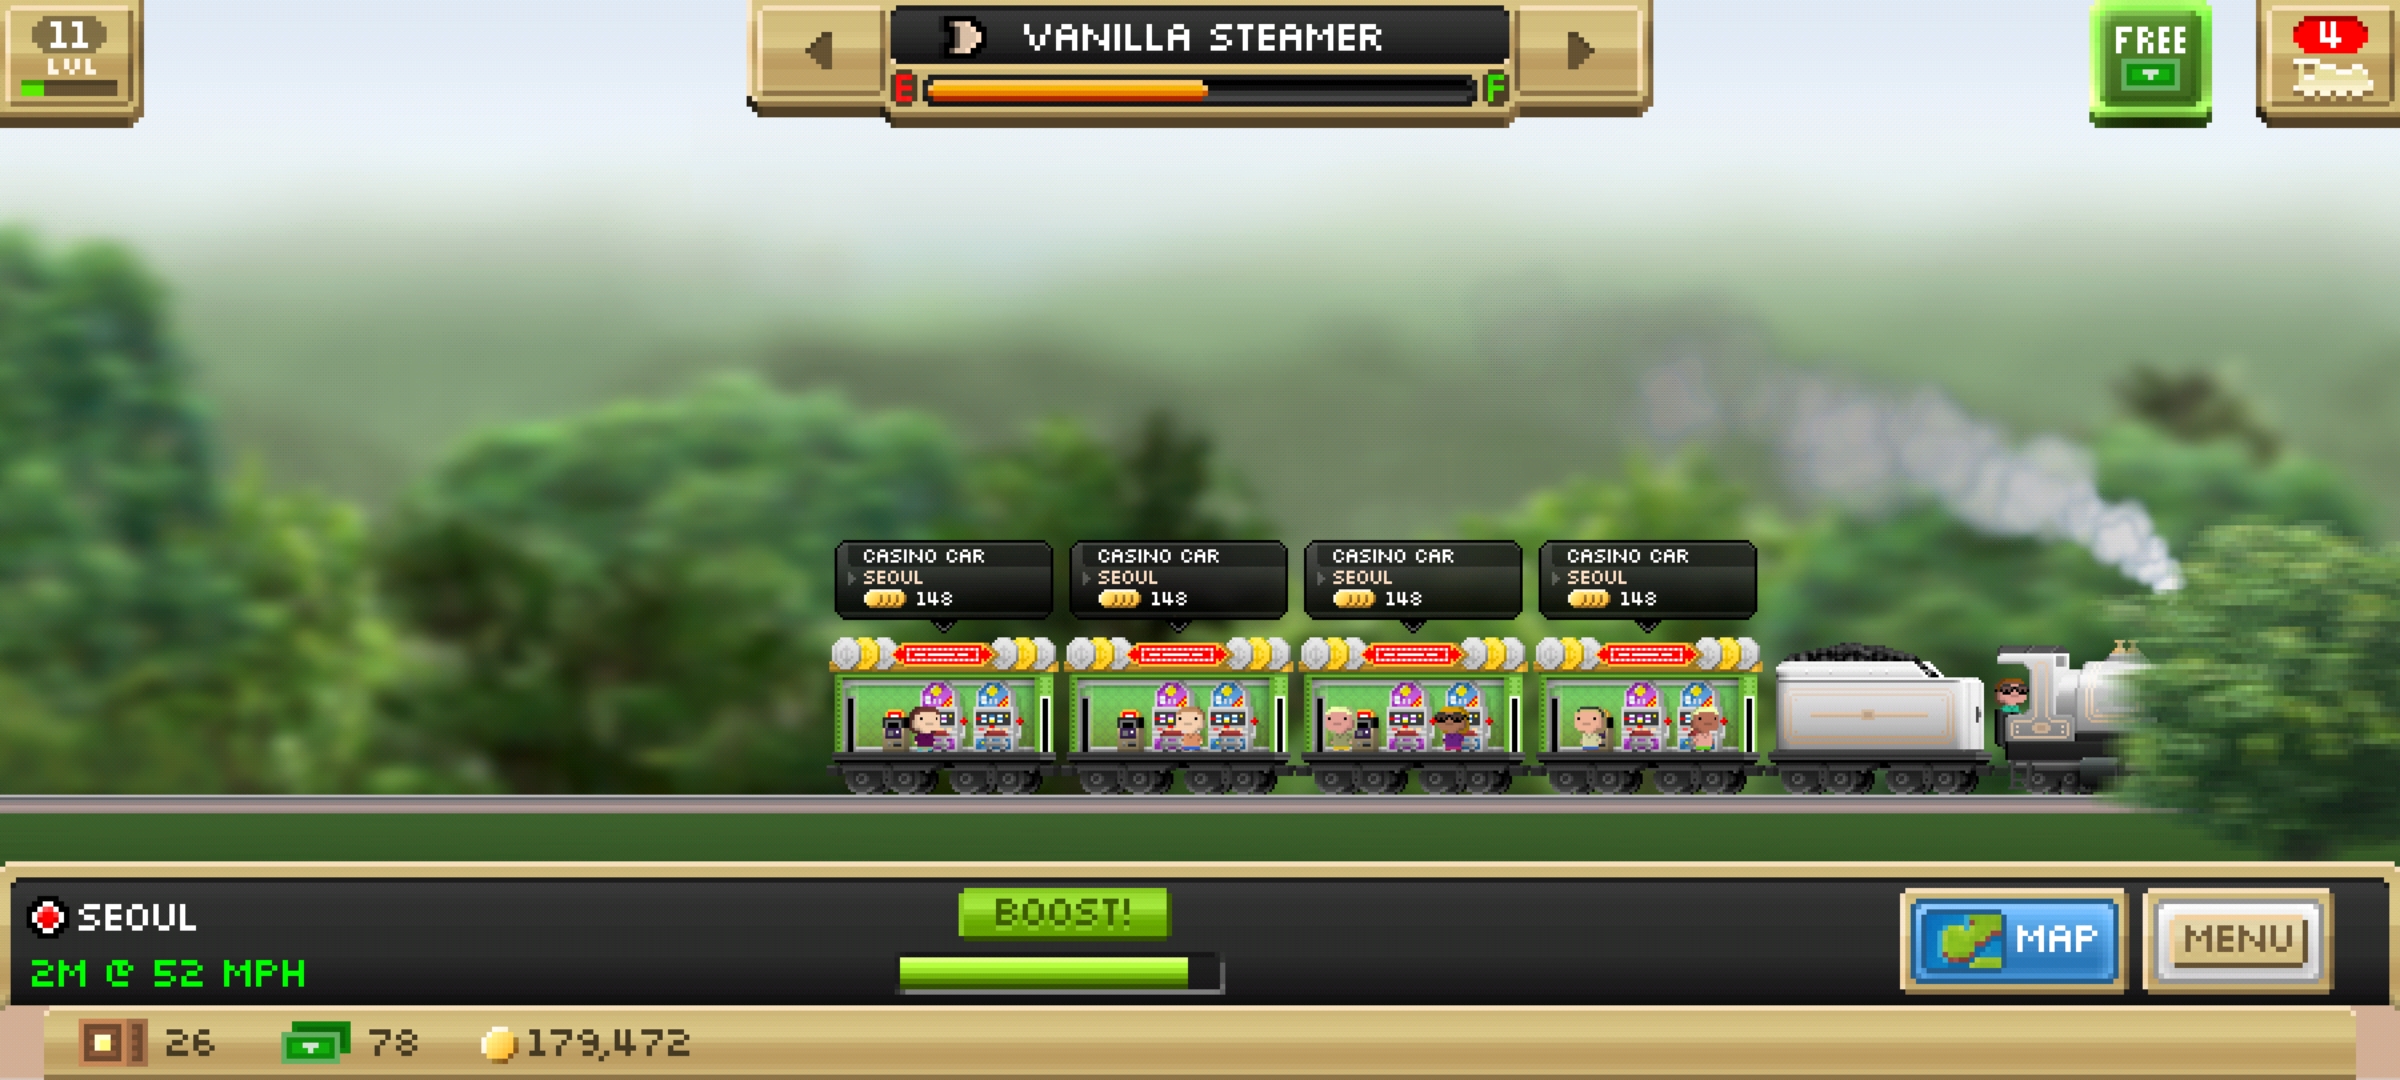 11
LVL
VANILLA STEAMER
E
F
FREE
4
CASINO CAR
SEOUL
148
CASINO CAR
SEOUL
148
CASINO CAR
SEOUL
148
CASINO CAR
SEOUL
148
SEOUL
2M @ 52 MPH
BOOST!
MAP
MENU
26
78
179,472